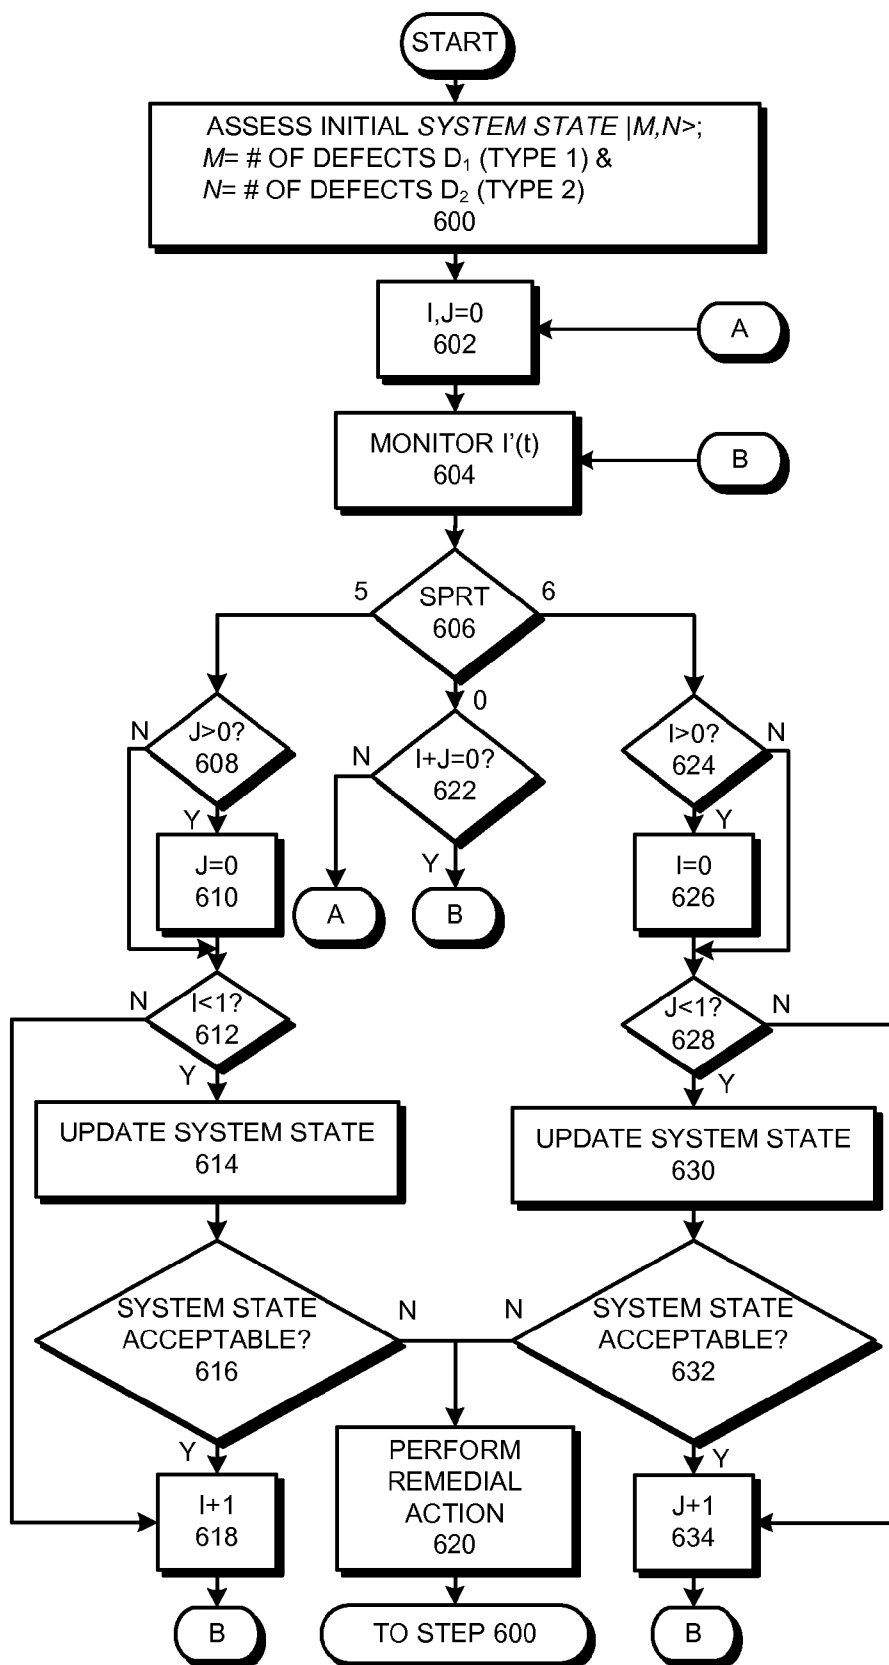 START
ASSESS INITIAL SYSTEM STATE |M,N>;
M= # OF DEFECTS D₁ (TYPE 1) &
N= # OF DEFECTS D₂ (TYPE 2)
600
I,J=0
602
A
MONITOR I'(t)
604
B
5
SPRT
606
6
0
N
J>0?
608
Y
N
I+J=0?
622
Y
I>0?
624
N
Y
J=0
610
A
B
I=0
626
N
I<1?
612
Y
J<1?
628
N
Y
UPDATE SYSTEM STATE
614
UPDATE SYSTEM STATE
630
SYSTEM STATE
ACCEPTABLE?
616
N
Y
N
SYSTEM STATE
ACCEPTABLE?
632
Y
I+1
618
PERFORM
REMEDIAL
ACTION
620
J+1
634
B
TO STEP 600
B